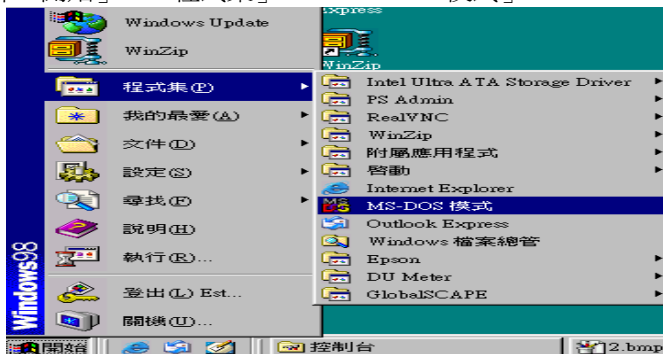 Express
Windows Update
WinZip
WinZip
程式集(P)
我的最愛(A)
文件(D)
設定(S)
尋找(F)
說明(H)
執行(R)...
登出(L) Est...
關機(U)...
Windows98
Intel Ultra ATA Storage Driver
PS Admin
RealVNC
WinZip
附屬應用程式
啓動
Internet Explorer
MS-DOS 模式
Outlook Express
Windows 檔案總管
Epson
DU Meter
GlobalSCAPE
開始
控制台
2.bmp